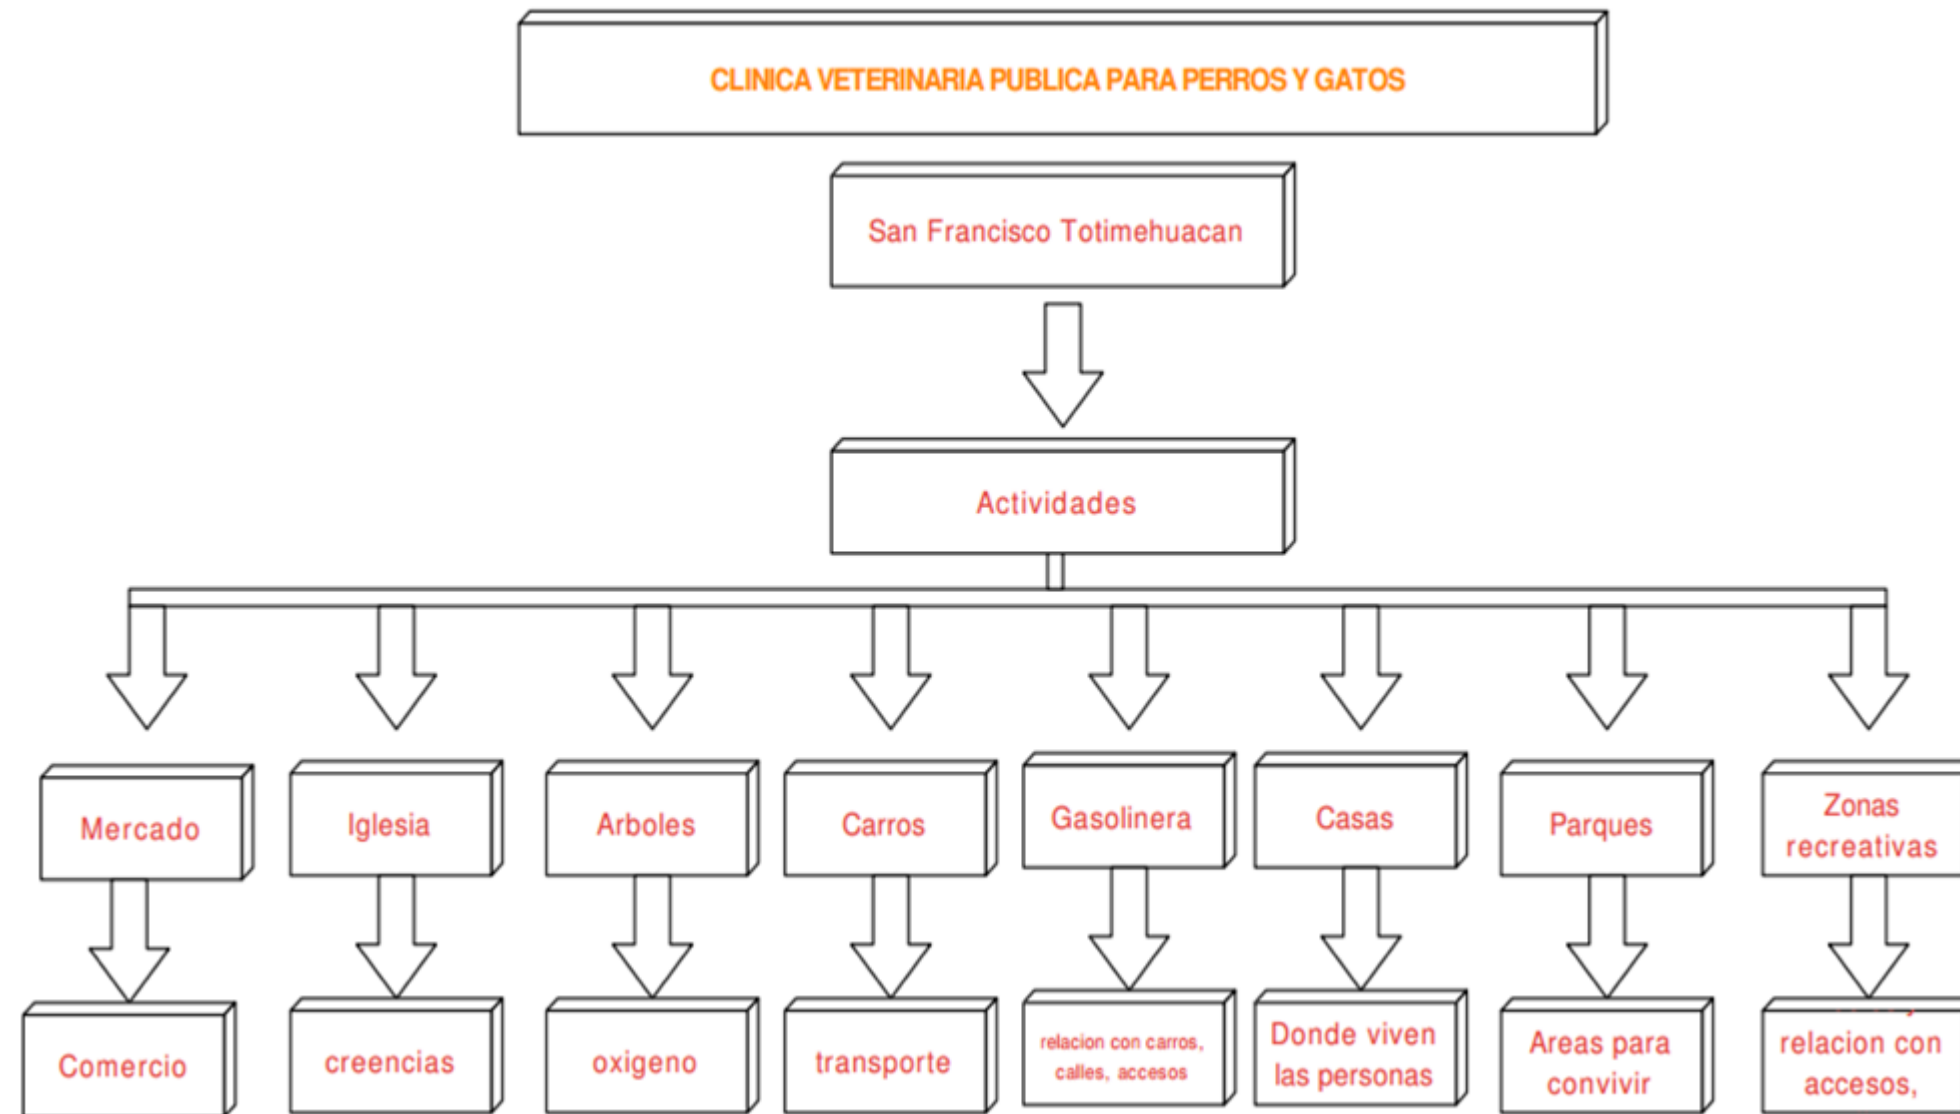 CLINICA VETERINARIA PUBLICA PARA PERROS Y GATOS
San Francisco Totimehuacan
Actividades
Mercado
Iglesia
Arboles
Carros
Gasolinera
Casas
Parques
Zonas
recreativas
Comercio
creencias
oxigeno
transporte
relacion con carros,
calles, accesos
Donde viven
las personas
Areas para
convivir
relacion con
accesos,